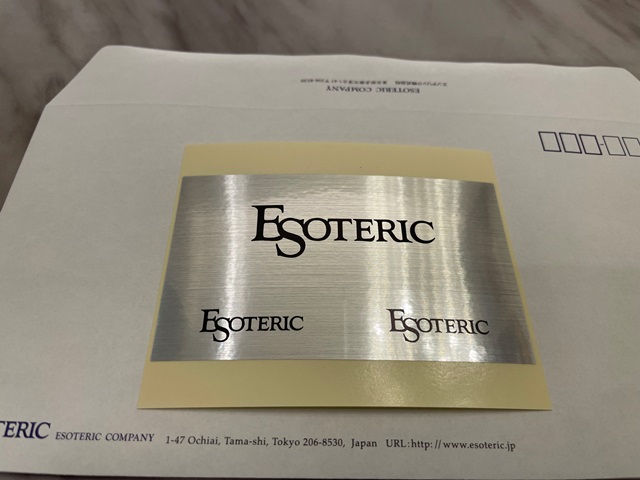 ESOTERIC COMPANY
ESOTERIC
ESOTERIC ESOTERIC
TERIC ESOTERIC COMPANY 1-47 Ochiai, Tama-shi, Tokyo 206-8530, Japan URL:http://www.esoteric.jp